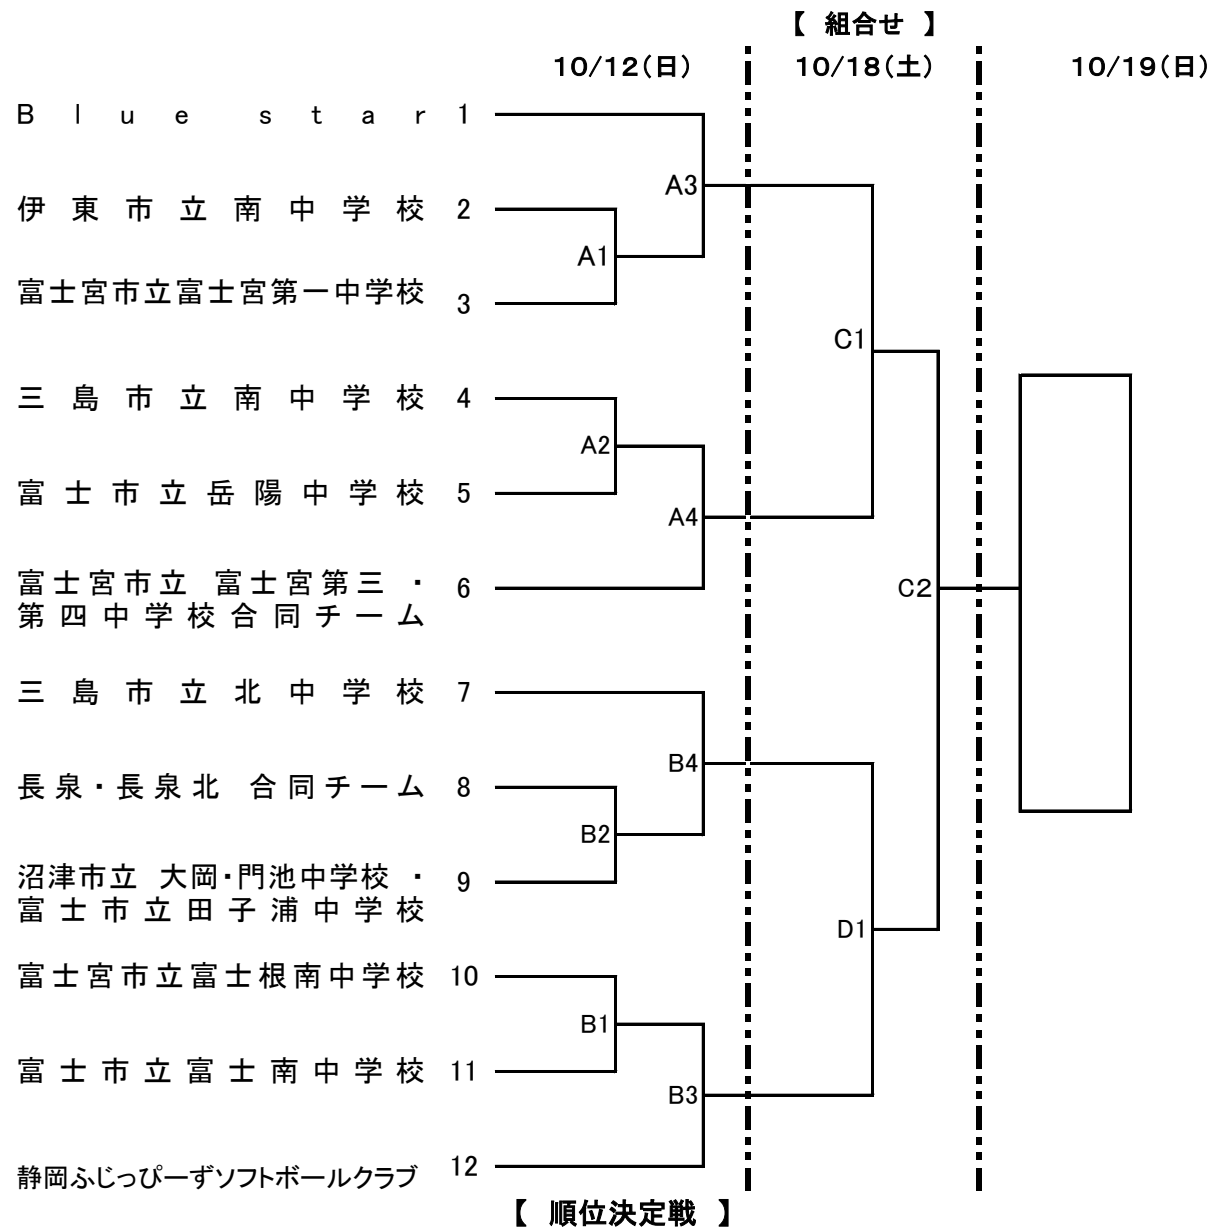 【 組合せ 】
10/12(日) 10/18(土) 10/19(日)
Blue star 1
A3
伊東市立南中学校 2
A1
富士宮市立富士宮第一中学校 3
C1
三島市立南中学校 4
A2
富士市立岳陽中学校 5
A4
富士宮市立 富士宮第三・
第四中学校合同チーム
6
C2
三島市立北中学校 7
B4
長泉・長泉北 合同チーム 8
B2
沼津市立 大岡・門池中学校・
富士市立田子浦中学校
9
D1
富士宮市立富士根南中学校 10
B1
富士市立富士南中学校 11
B3
静岡ふじっぴーずソフトボールクラブ 12
【 順位決定戦 】